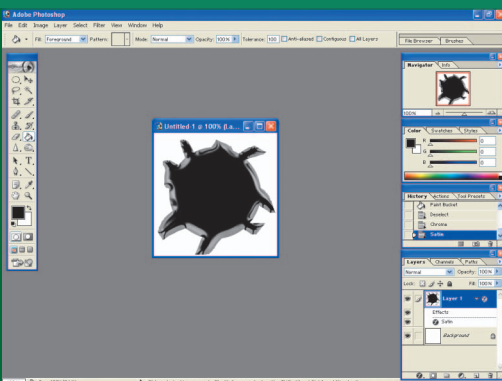 Adobe Photoshop
File Edit Image Layer Select Filter View Window Help
Fill: Foreground Pattern: Mode: Normal Opacity: 100% Tolerance: 100 Anti-aliased Contiguous All Layers
File Browser Brushes
Navigator Info
100%
Untitled-1 @ 100% (La...
Color Swatches Styles
R 0
G 0
B 0
History Actions Tool Presets
Paint Bucket
Deselect
Chrome
Satin
Layers Channels Paths
Normal Opacity: 100%
Lock: Fill: 100%
Layer 1
Effects
Satin
Background